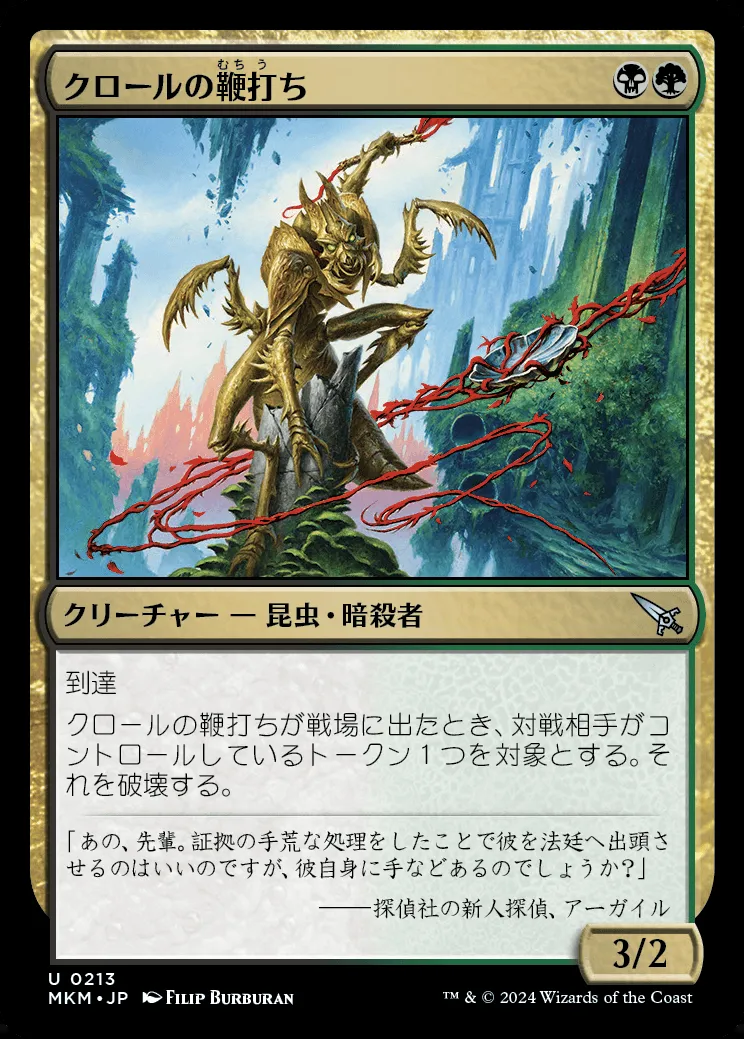 むちう
クロールの鞭打ち
クリーチャー — 昆虫・暗殺者
到達
クロールの鞭打ちが戦場に出たとき、対戦相手がコ
ントロールしているトークン１つを対象とする。そ
れを破壊する。
「あの、先輩。証拠の手荒な処理をしたことで彼を法廷へ出頭さ
せるのはいいのですが、彼自身に手などあるのでしょうか？」
――探偵社の新人探偵、アーガイル
3/2
U 0213
MKM・JP FILIP BURBURAN
™ & © 2024 Wizards of the Coast